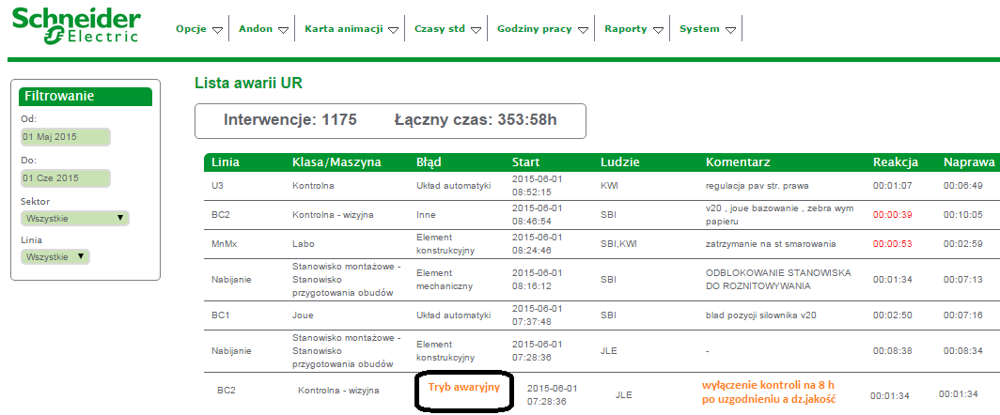 Schneider
Electric
Opcje Andon Karta animacji Czasy std Godziny pracy Raporty System
Filtrowanie
Od:
01 Maj 2015
Do:
01 Cze 2015
Sektor
Wszystkie
Linia
Wszystkie
Lista awarii UR
Interwencje: 1175 Łączny czas: 353:58h
Linia Klasa/Maszyna Błąd Start Ludzie Komentarz Reakcja Naprawa
U3 Kontrolna Układ automatyki 2015-06-01 08:52:15 KWI regulacja pav str. prawa 00:01:07 00:06:49
BC2 Kontrolna - wizyjna Inne 2015-06-01 08:46:54 SBI v20 , joue bazowanie , zebra wym papieru 00:00:39 00:10:05
MnMx Labo Element konstrukcyjny 2015-06-01 08:24:46 SBI,KWI zatrzymanie na st smarowania 00:00:53 00:02:59
Nabijanie Stanowisko montażowe - Stanowisko przygotowania obudów Element mechaniczny 2015-06-01 08:16:12 SBI ODBLOKOWANIE STANOWISKA DO ROZNITOWYWANIA 00:01:34 00:07:13
BC1 Joue Układ automatyki 2015-06-01 07:37:48 SBI blad pozycji silownika v20 00:02:50 00:07:16
Nabijanie Stanowisko montażowe - Stanowisko przygotowania obudów Element konstrukcyjny 2015-06-01 07:28:36 JLE - 00:08:38 00:08:34
BC2 Kontrolna - wizyjna Tryb awaryjny 2015-06-01 07:28:36 JLE wyłączenie kontroli na 8 h po uzgodnieniu a dz.jakość 00:01:34 00:01:34